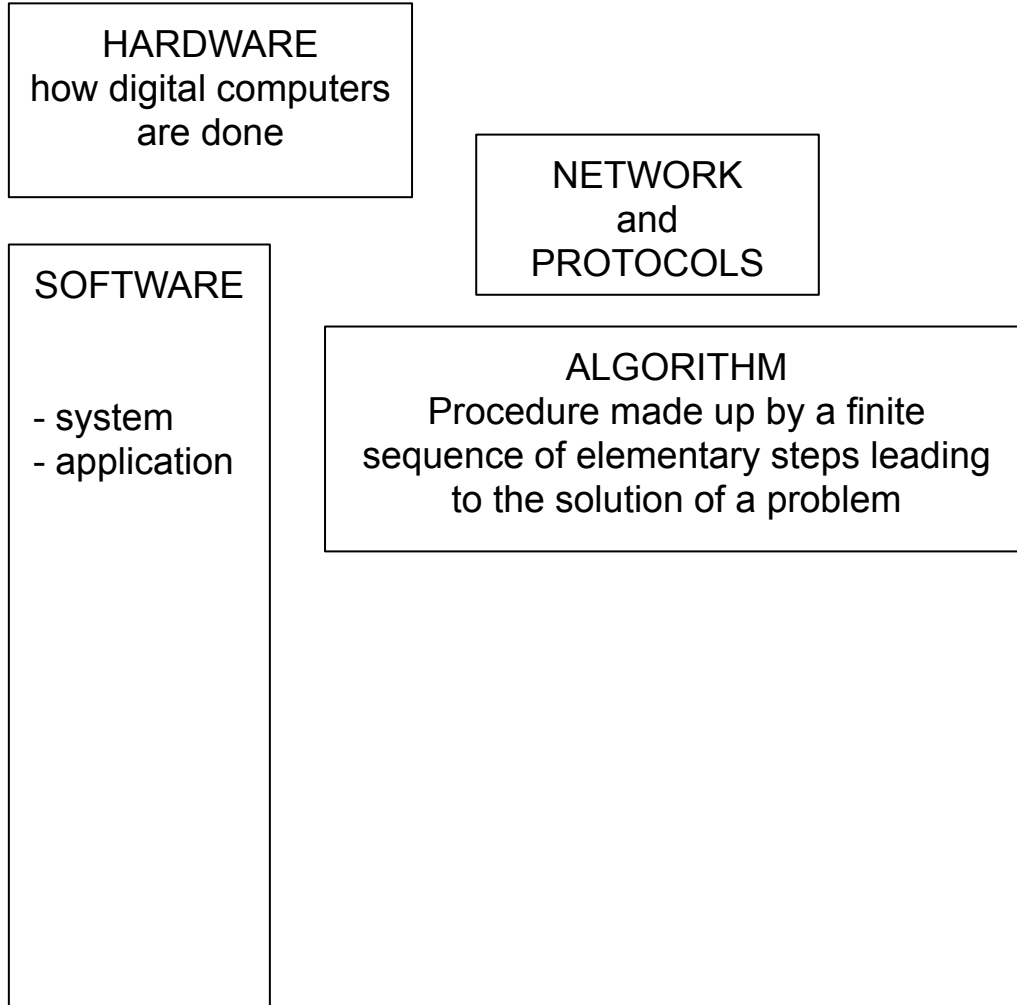 HARDWARE
how digital computers
are done
NETWORK
and
PROTOCOLS
SOFTWARE
- system
- application
ALGORITHM
Procedure made up by a finite
sequence of elementary steps leading
to the solution of a problem